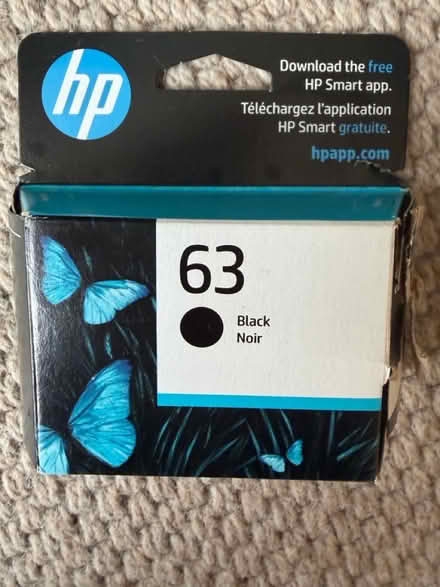 hp
Download the free
HP Smart app.
Téléchargez l'application
HP Smart gratuite.
hpapp.com
63
Black
Noir